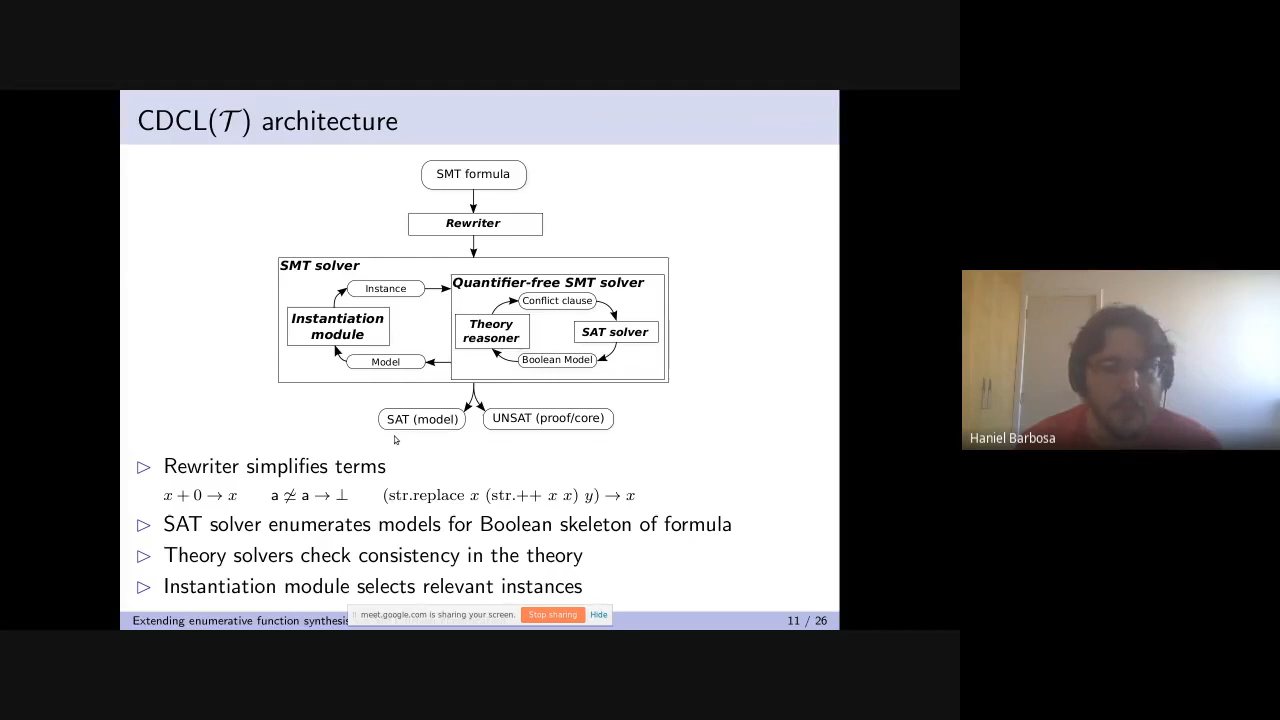 CDCL(𝒯) architecture
SMT formula
Rewriter
SMT solver
Quantifier-free SMT solver
Instance
Conflict clause
Instantiation
module
Theory
reasoner
SAT solver
Model
Boolean Model
SAT (model)
UNSAT (proof/core)
▷ Rewriter simplifies terms
x + 0 → x a ≄ a → ⊥ (str.replace x (str.++ x x) y) → x
▷ SAT solver enumerates models for Boolean skeleton of formula
▷ Theory solvers check consistency in the theory
▷ Instantiation module selects relevant instances
meet.google.com is sharing your screen. Stop sharing Hide
Extending enumerative function synthesis 11 / 26
Haniel Barbosa